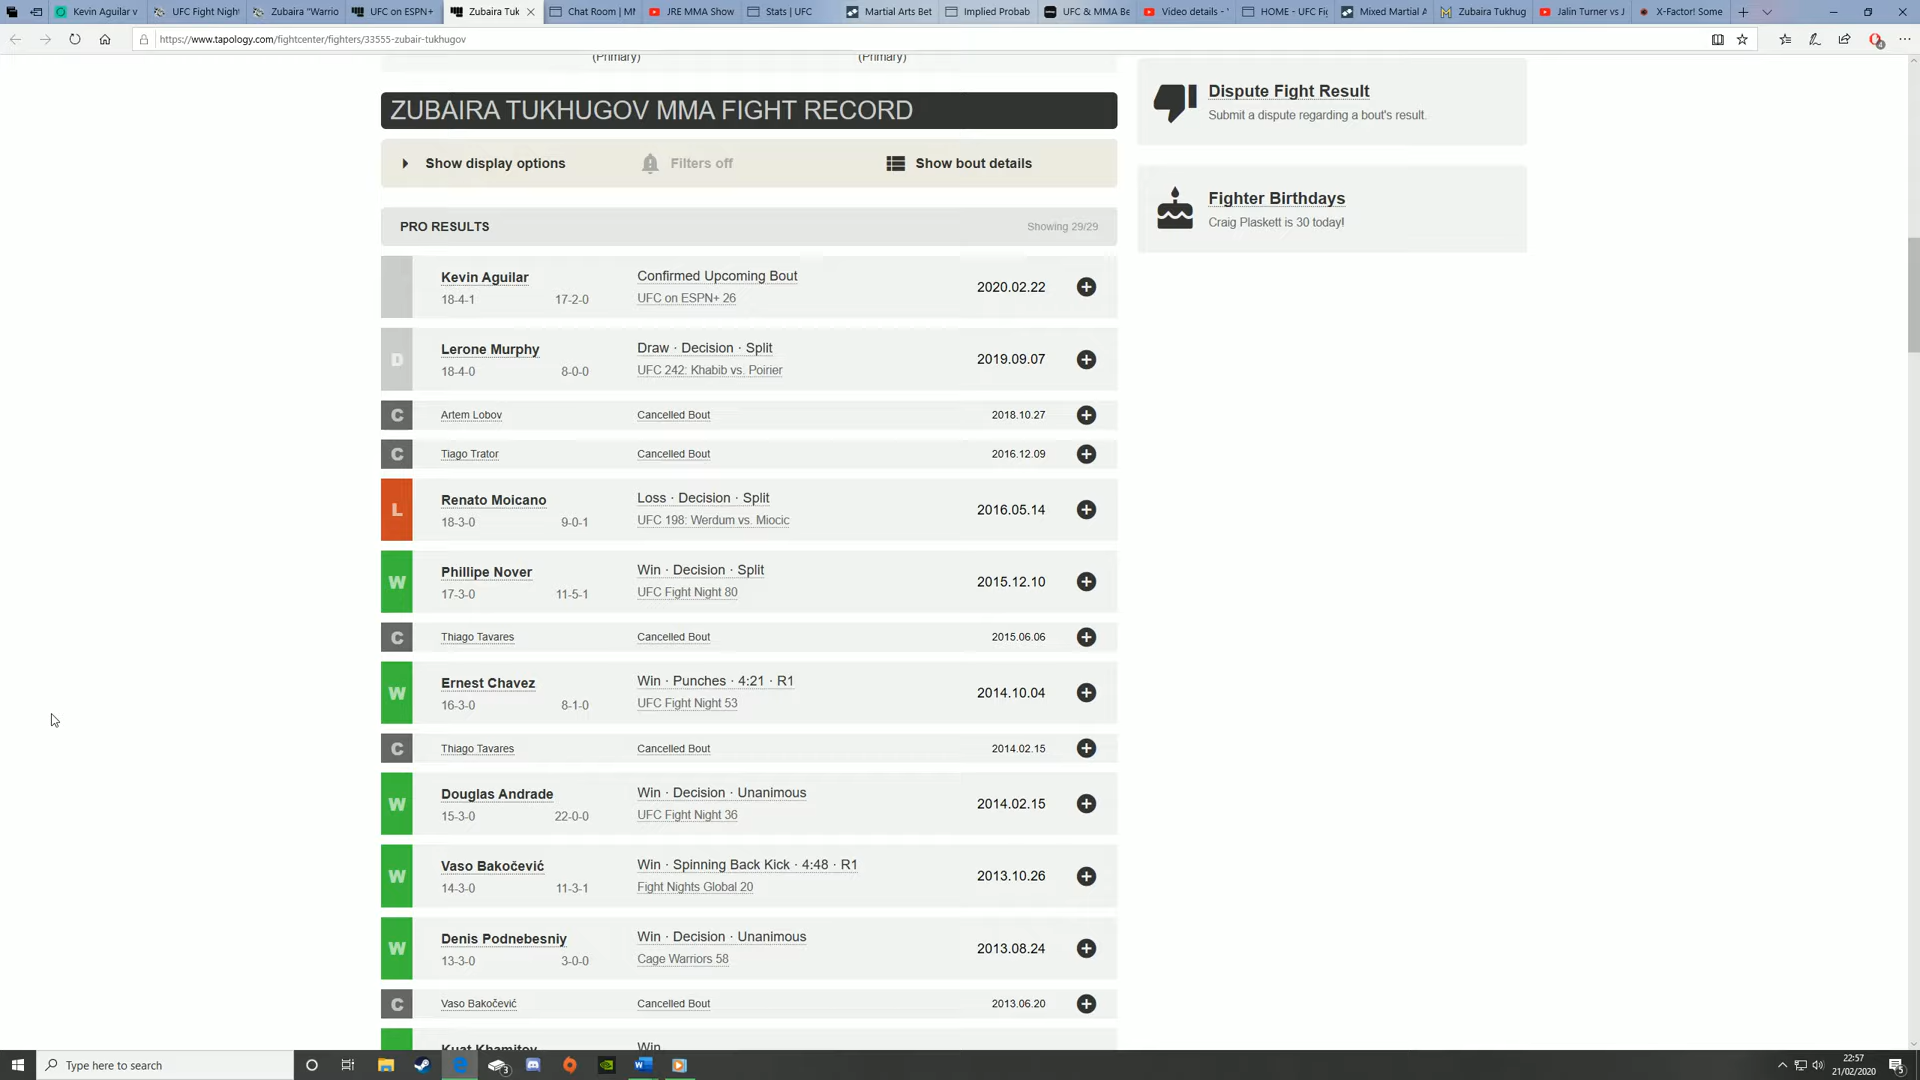 Kevin Aguilar v
UFC Fight Night
Zubaira "Warrio
UFC on ESPN+
Zubaira Tuk
Chat Room | MM
JRE MMA Show
Stats | UFC
Martial Arts Bet
Implied Probab
UFC & MMA Be
Video details - '
HOME - UFC Fig
Mixed Martial A
Zubaira Tukhug
Jalin Turner vs J
X-Factor! Some
https://www.tapology.com/fightcenter/fighters/33555-zubair-tukhugov
(Primary)
(Primary)
ZUBAIRA TUKHUGOV MMA FIGHT RECORD
Show display options
Filters off
Show bout details
PRO RESULTS
Showing 29/29
Kevin Aguilar
18-4-1
17-2-0
Confirmed Upcoming Bout
UFC on ESPN+ 26
2020.02.22
D
Lerone Murphy
18-4-0
8-0-0
Draw · Decision · Split
UFC 242: Khabib vs. Poirier
2019.09.07
C
Artem Lobov
Cancelled Bout
2018.10.27
C
Tiago Trator
Cancelled Bout
2016.12.09
L
Renato Moicano
18-3-0
9-0-1
Loss · Decision · Split
UFC 198: Werdum vs. Miocic
2016.05.14
W
Phillipe Nover
17-3-0
11-5-1
Win · Decision · Split
UFC Fight Night 80
2015.12.10
C
Thiago Tavares
Cancelled Bout
2015.06.06
W
Ernest Chavez
16-3-0
8-1-0
Win · Punches · 4:21 · R1
UFC Fight Night 53
2014.10.04
C
Thiago Tavares
Cancelled Bout
2014.02.15
W
Douglas Andrade
15-3-0
22-0-0
Win · Decision · Unanimous
UFC Fight Night 36
2014.02.15
W
Vaso Bakočević
14-3-0
11-3-1
Win · Spinning Back Kick · 4:48 · R1
Fight Nights Global 20
2013.10.26
W
Denis Podnebesniy
13-3-0
3-0-0
Win · Decision · Unanimous
Cage Warriors 58
2013.08.24
C
Vaso Bakočević
Cancelled Bout
2013.06.20
Kuat Khamitov
Win
Dispute Fight Result
Submit a dispute regarding a bout's result.
Fighter Birthdays
Craig Plaskett is 30 today!
Type here to search
3
22:57
21/02/2020
5